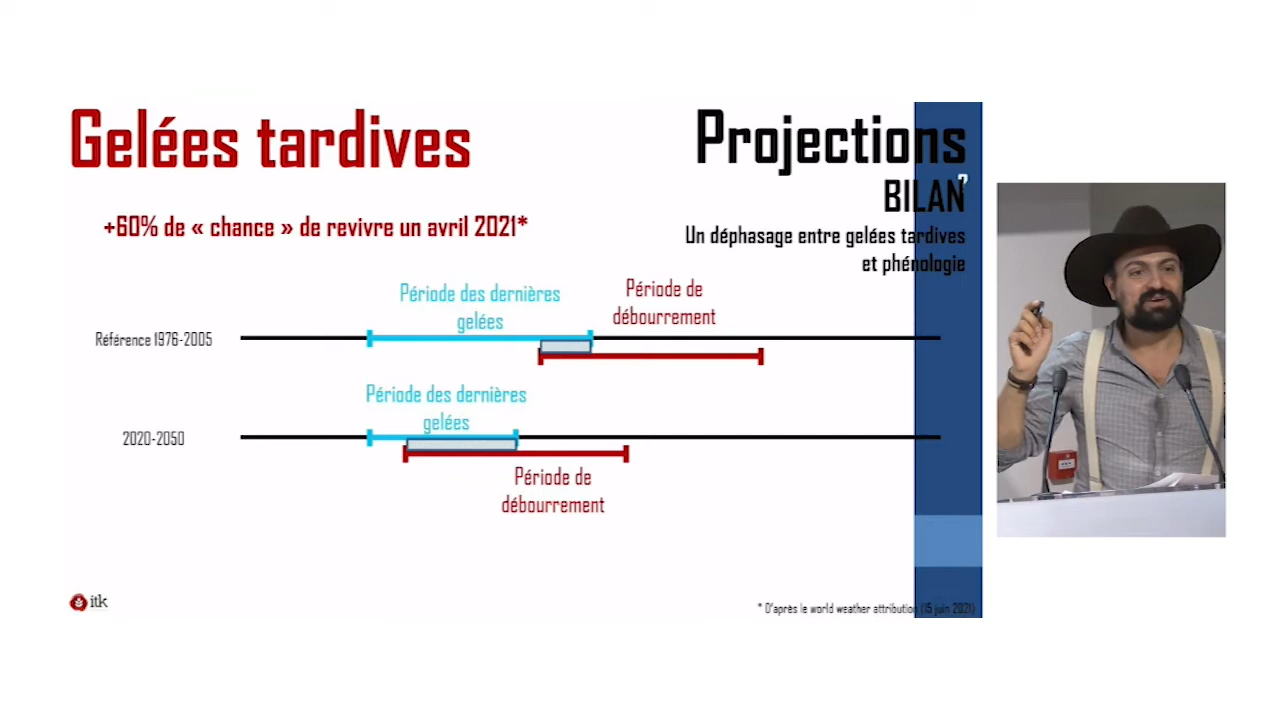 Gelées tardives
Projections
BILAN
?
Un déphasage entre gelées tardives
et phénologie
+60% de « chance » de revivre un avril 2021*
Période des dernières
gelées
Période de
débourrement
Référence 1976-2005
Période des dernières
gelées
2020-2050
Période de
débourrement
itk
* D'après le world weather attribution (15 juin 2021)